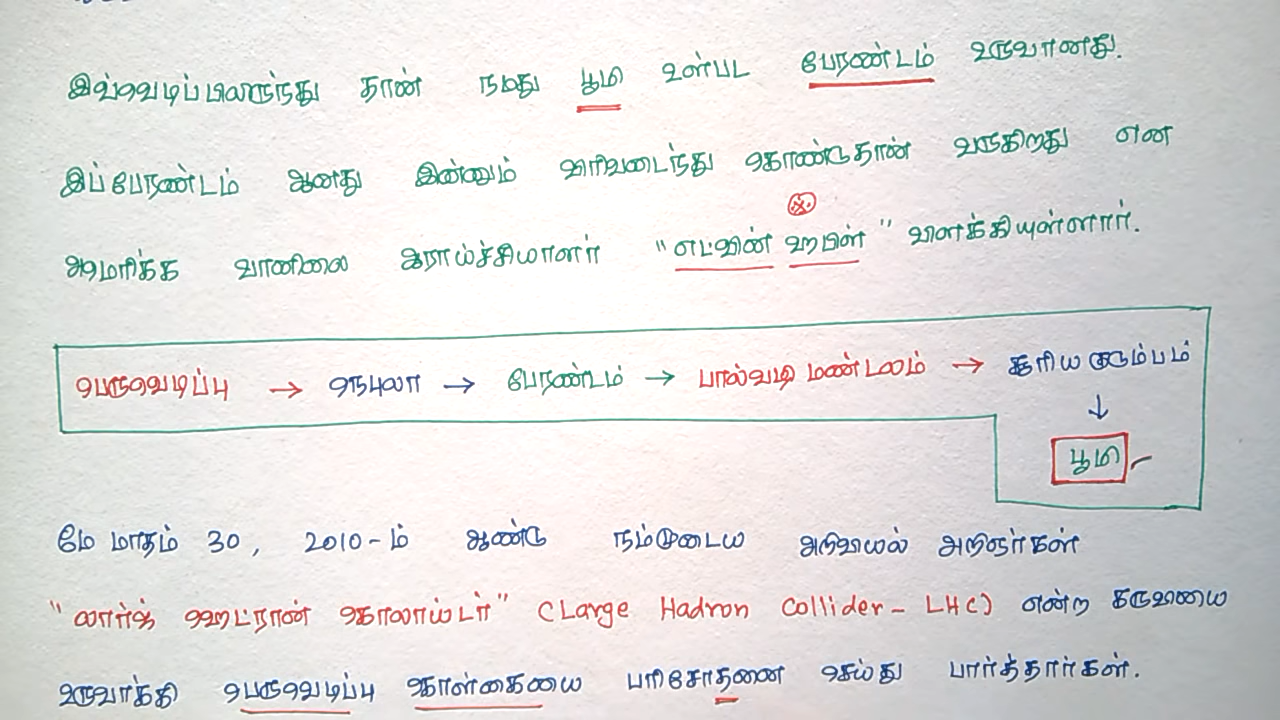 இவ்வெடிப்பிலிருந்து தான் நமது பூமி உள்பட பேரண்டம் உருவானது.
இப்பேரண்டம் ஆனது இன்னும் விரிவடைந்து கொண்டுதான் வருகிறது என
அமெரிக்க வானிலை ஆராய்ச்சியாளர் "எட்வின் ஹபிள்" விளக்கியுள்ளார்.
பெருவெடிப்பு → நெபுலா → பேரண்டம் → பால்வழி மண்டலம் → சூரிய குடும்பம்
↓
பூமி
மே மாதம் 30, 2010-ம் ஆண்டு நம்முடைய அறிவியல் அறிஞர்கள்
"லார்ஜ் ஹெட்ரான் கொலாய்டர்" (Large Hadron Collider - LHC) என்ற கருவியை
உருவாக்கி பெருவெடிப்பு கொள்கையை பரிசோதனை செய்து பார்த்தார்கள்.